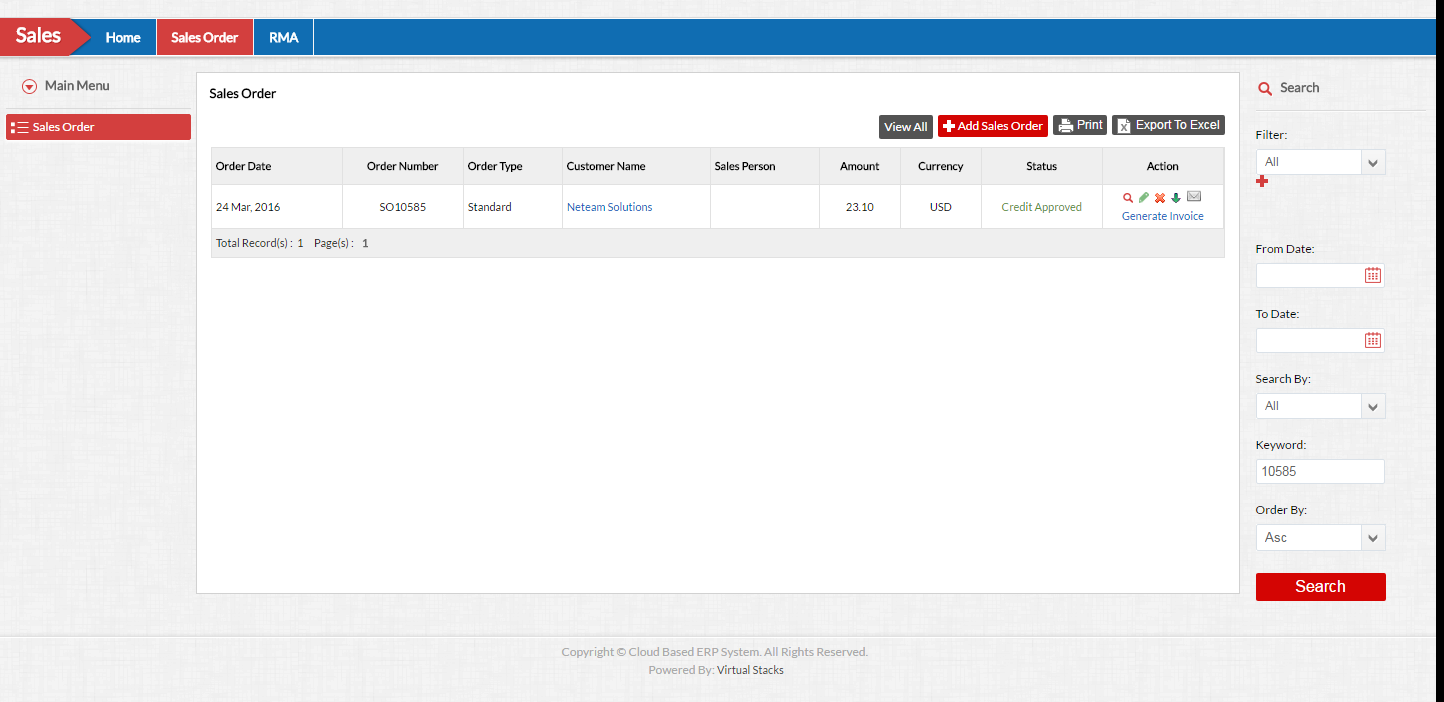 Sales Home Sales Order RMA
Main Menu
Sales Order
Sales Order
View All Add Sales Order Print Export To Excel
Order Date Order Number Order Type Customer Name Sales Person Amount Currency Status Action
24 Mar, 2016 SO10585 Standard Neteam Solutions 23.10 USD Credit Approved
Generate Invoice
Total Record(s) : 1 Page(s) : 1
Search
Filter:
All
From Date:
To Date:
Search By:
All
Keyword:
10585
Order By:
Asc
Search
Copyright © Cloud Based ERP System. All Rights Reserved.
Powered By: Virtual Stacks